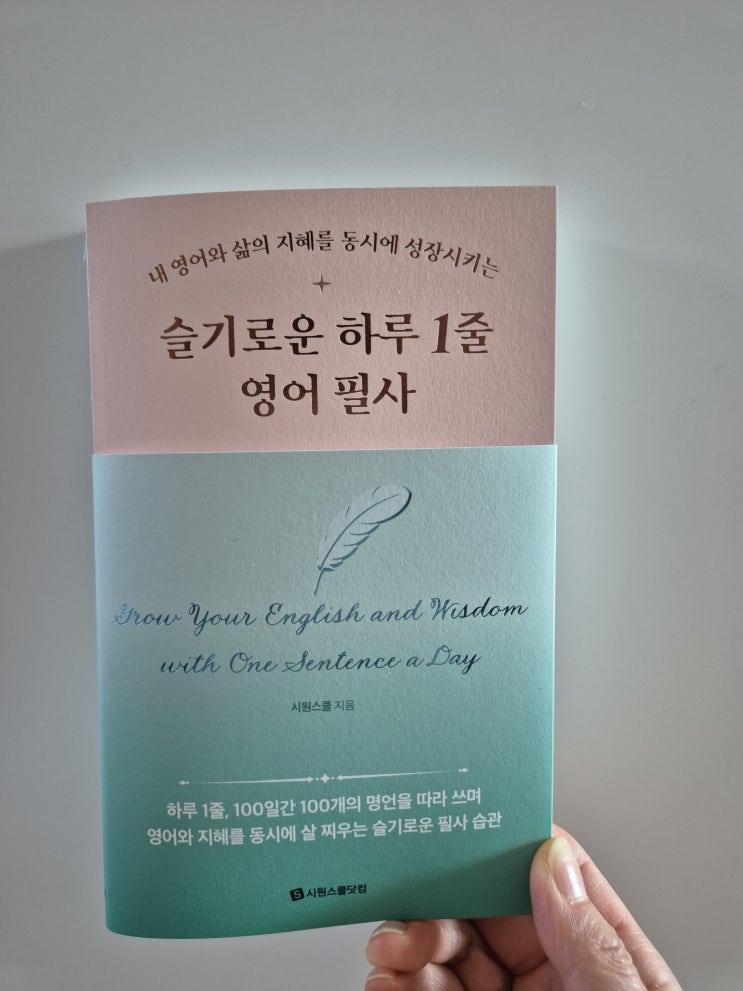 내 영어와 삶의 지혜를 동시에 성장시키는
슬기로운 하루 1줄
영어 필사
Grow Your English and Wisdom
with One Sentence a Day
시원스쿨 지음
하루 1줄, 100일간 100개의 명언을 따라 쓰며
영어와 지혜를 동시에 살 찌우는 슬기로운 필사 습관
S 시원스쿨닷컴